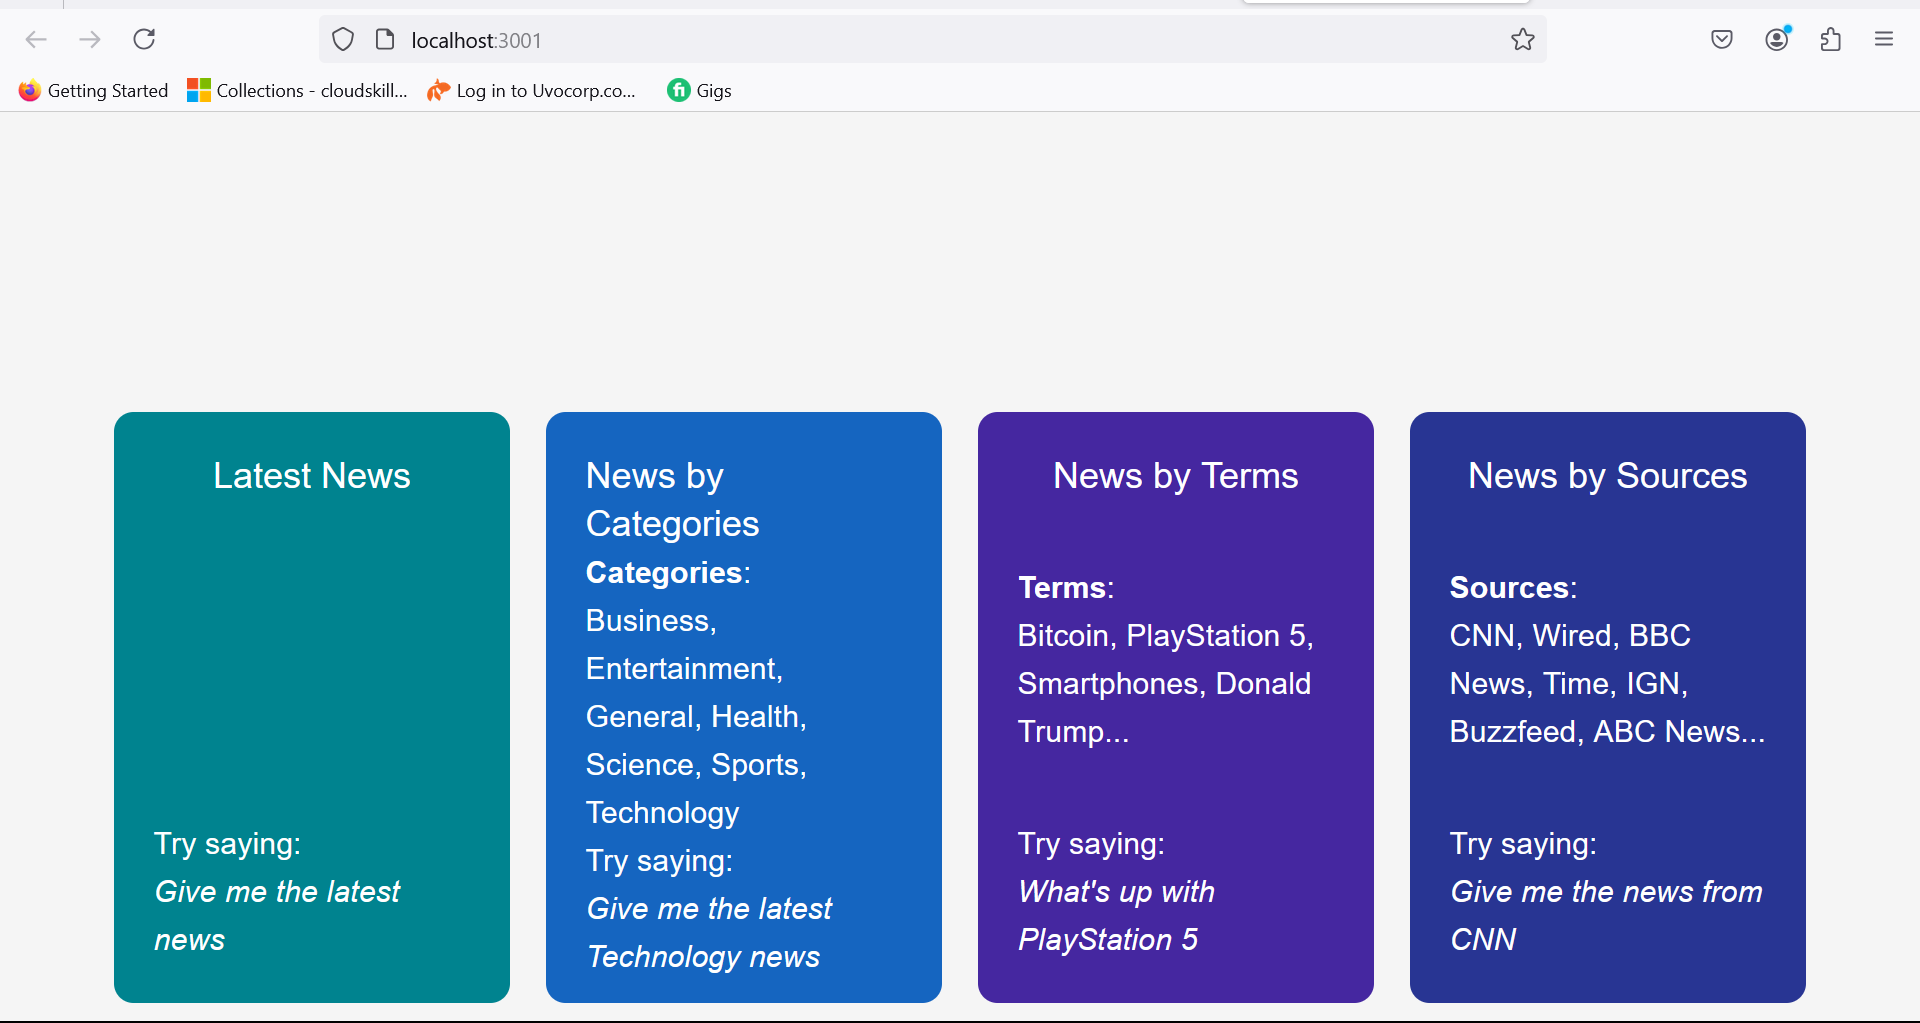 localhost:3001
Getting Started
Collections - cloudskill...
Log in to Uvocorp.co...
Gigs
Latest News
Try saying:
Give me the latest
news
News by
Categories
Categories:
Business,
Entertainment,
General, Health,
Science, Sports,
Technology
Try saying:
Give me the latest
Technology news
News by Terms
Terms:
Bitcoin, PlayStation 5,
Smartphones, Donald
Trump...
Try saying:
What's up with
PlayStation 5
News by Sources
Sources:
CNN, Wired, BBC
News, Time, IGN,
Buzzfeed, ABC News...
Try saying:
Give me the news from
CNN